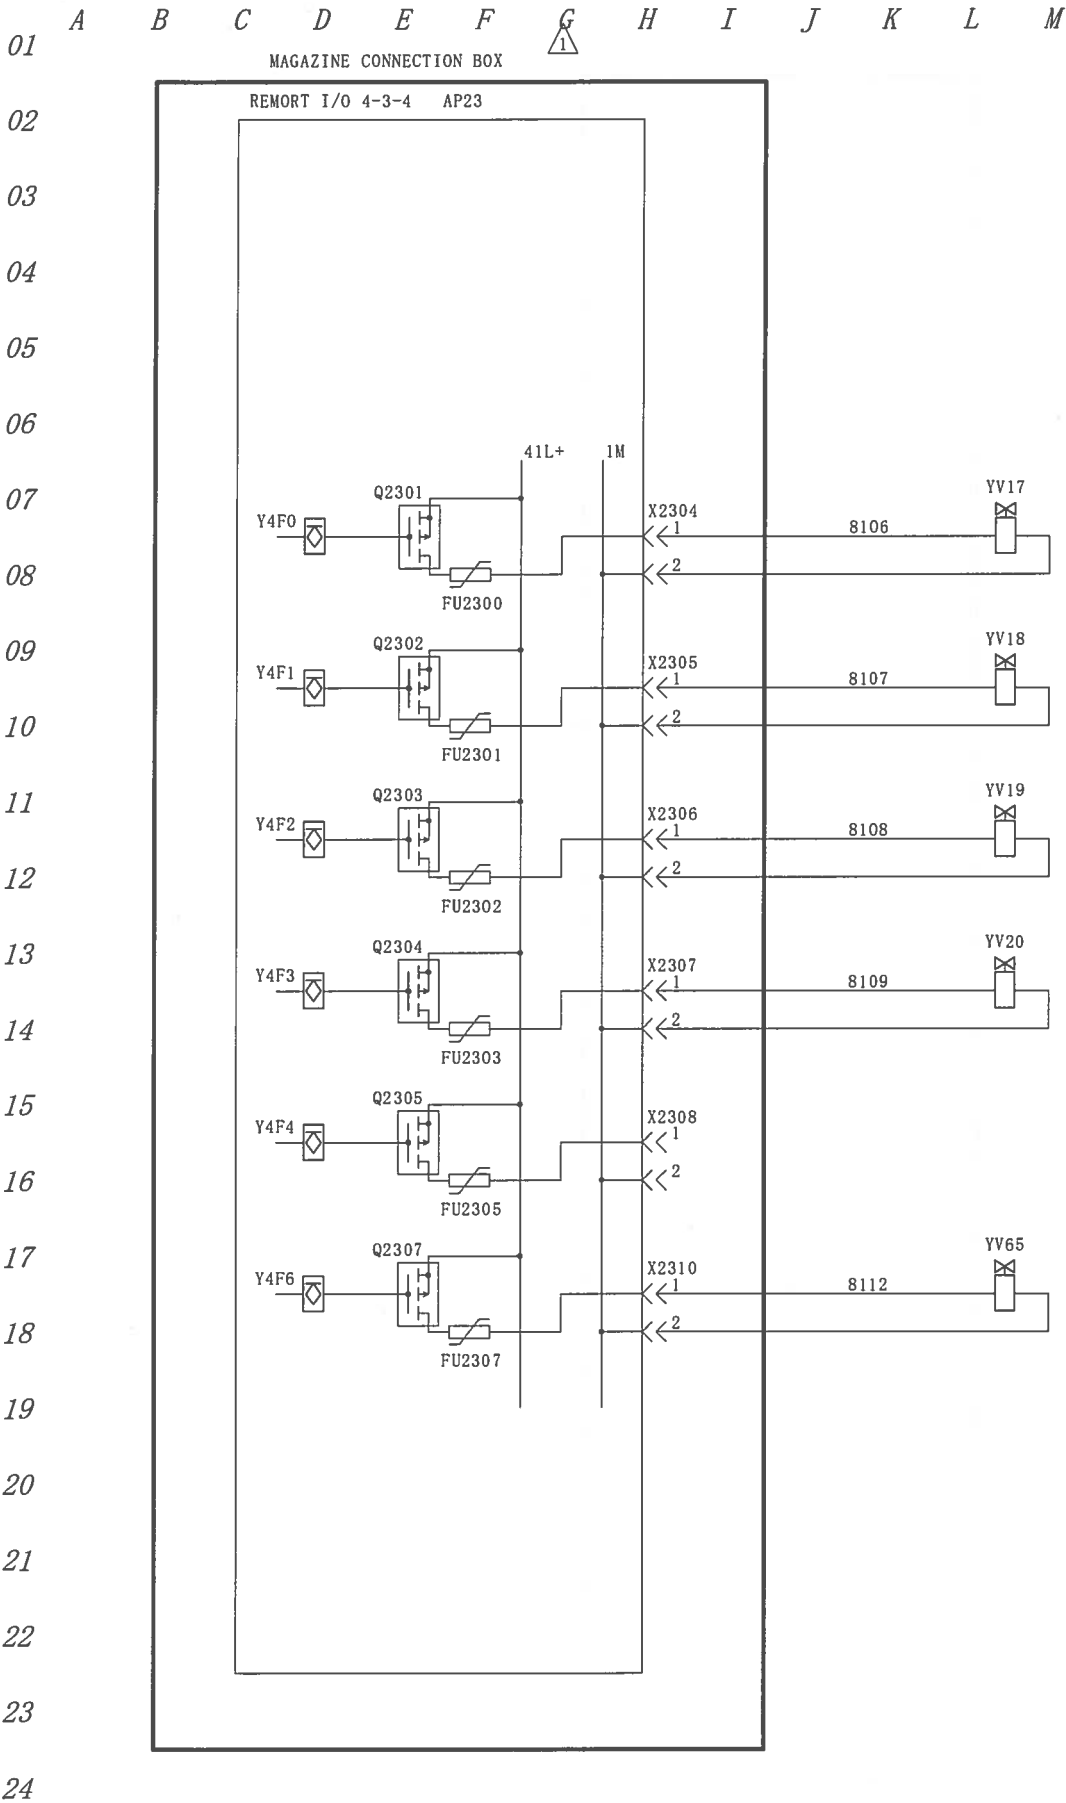 A B C D E F G H I J K L M
1
01
MAGAZINE CONNECTION BOX
REMORT I/O 4-3-4 AP23
02
03
04
05
06
41L+ 1M
07
Q2301 X2304 YV17
Y4F0 1 8106
08
2
FU2300
09
Q2302 X2305 YV18
Y4F1 1 8107
10
2
FU2301
11
Q2303 X2306 YV19
Y4F2 1 8108
12
2
FU2302
13
Q2304 X2307 YV20
Y4F3 1 8109
14
2
FU2303
15
Q2305 X2308
Y4F4 1
16
2
FU2305
17
Q2307 X2310 YV65
Y4F6 1 8112
18
2
FU2307
19
20
21
22
23
24